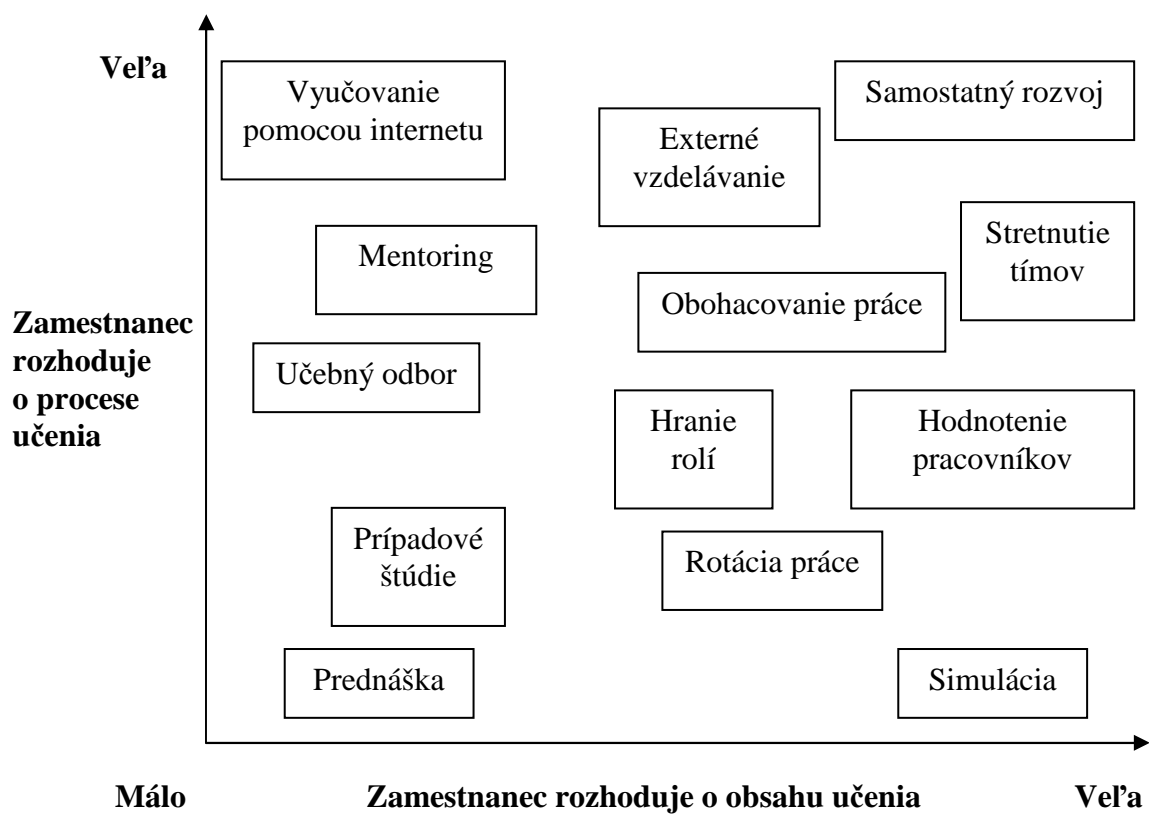 Veľa
Vyučovanie
pomocou internetu
Samostatný rozvoj
Externé
vzdelávanie
Mentoring
Stretnutie
tímov
Obohacovanie práce
Zamestnanec
rozhoduje
o procese
učenia
Učebný odbor
Hranie
rolí
Hodnotenie
pracovníkov
Prípadové
štúdie
Rotácia práce
Prednáška
Simulácia
Málo
Zamestnanec rozhoduje o obsahu učenia
Veľa